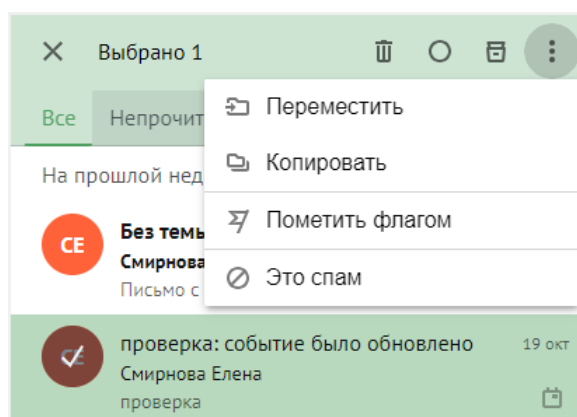 Выбрано 1
Переместить
Все Непрочит
Копировать
На прошлой нед
Пометить флагом
СЕ
Без темы
Смирнова
Это спам
Письмо с
проверка: событие было обновлено 19 окт
Смирнова Елена
проверка